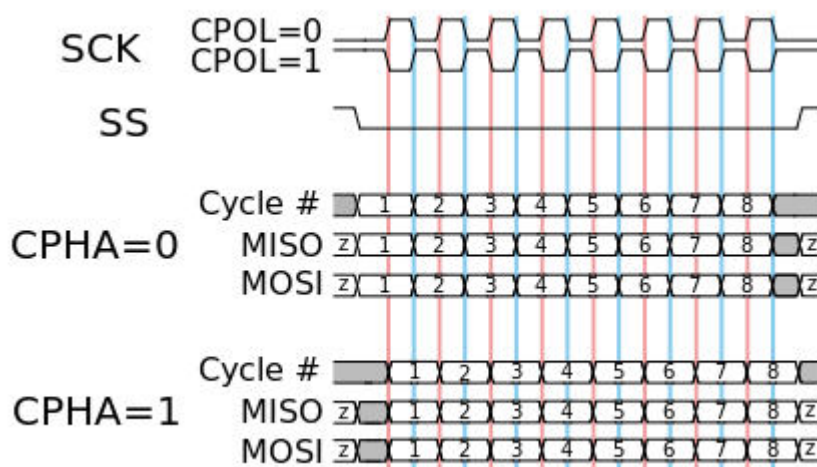 SCK CPOL=0
CPOL=1
SS
Cycle # 1 2 3 4 5 6 7 8
CPHA=0 MISO z 1 2 3 4 5 6 7 8 z
MOSI z 1 2 3 4 5 6 7 8 z
Cycle # 1 2 3 4 5 6 7 8
CPHA=1 MISO z 1 2 3 4 5 6 7 8 z
MOSI z 1 2 3 4 5 6 7 8 z